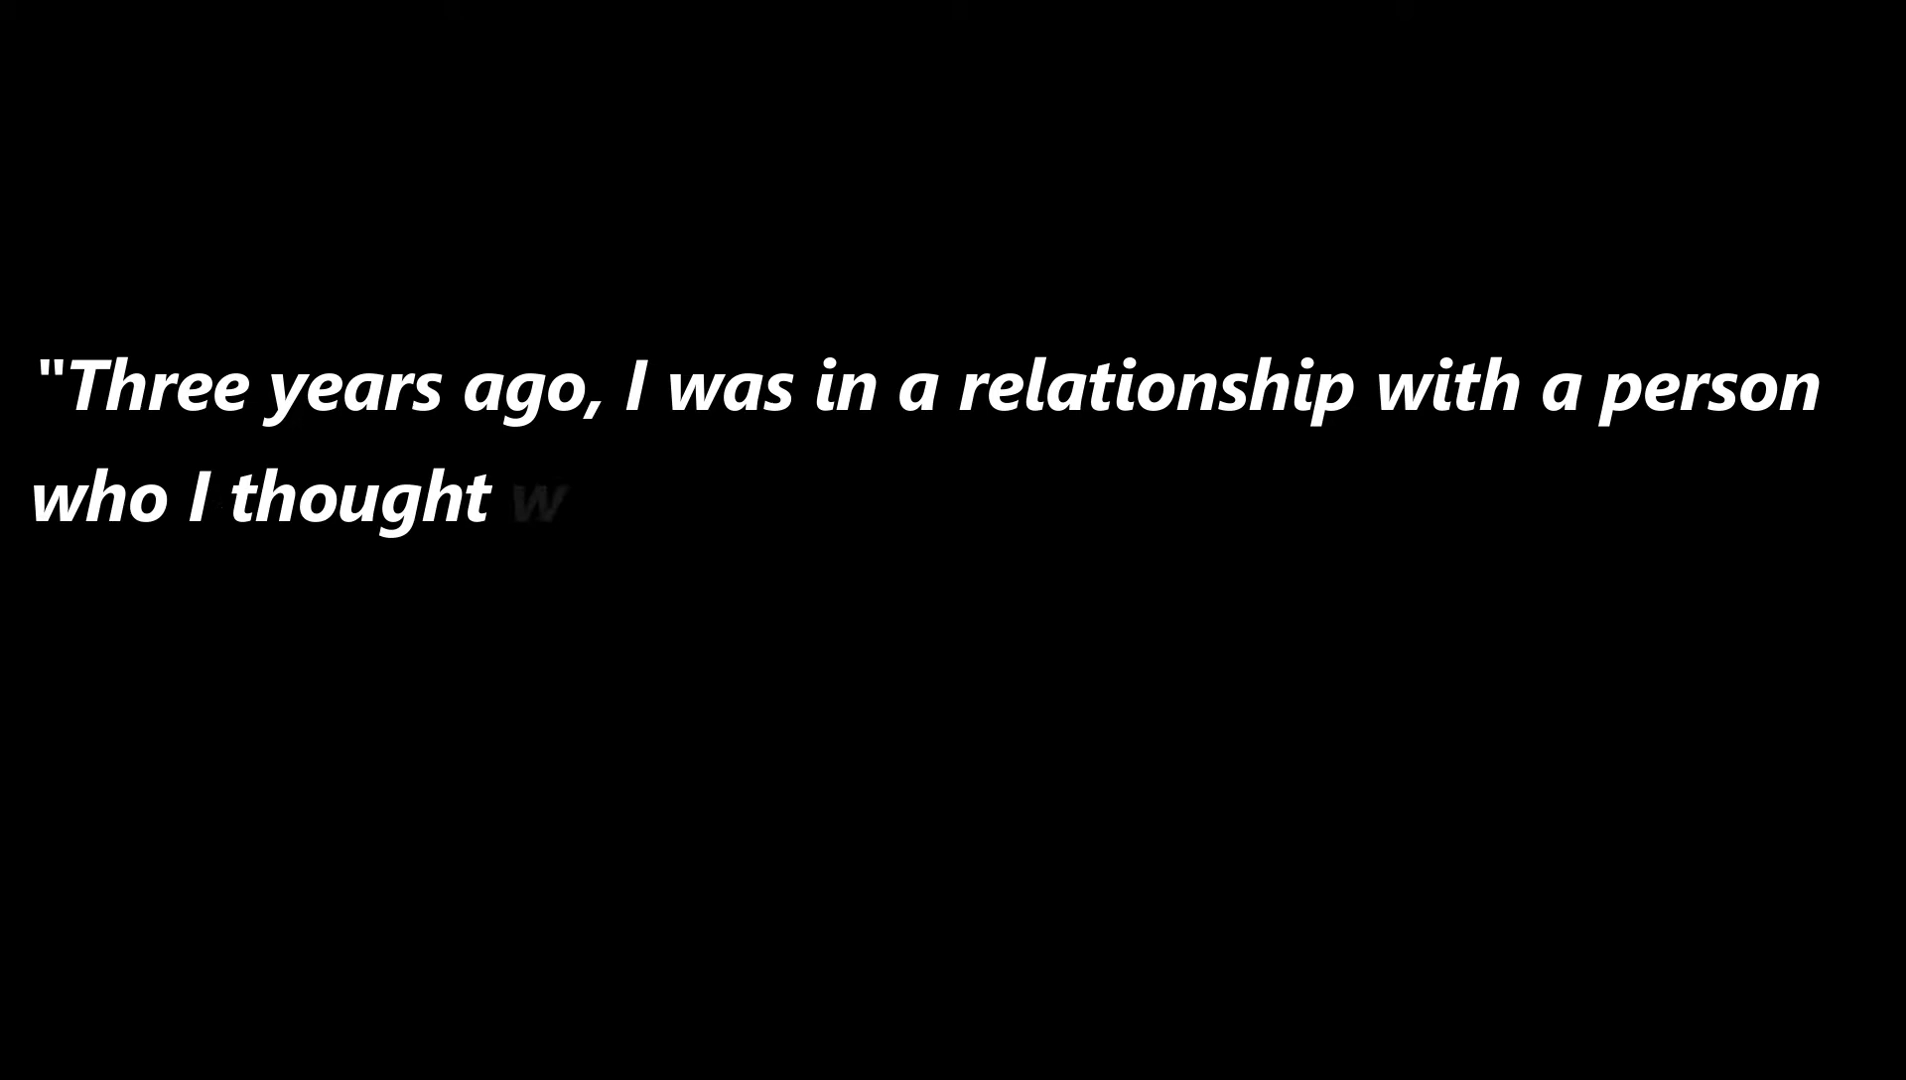 "Three years ago, I was in a relationship with a person
who I thought w